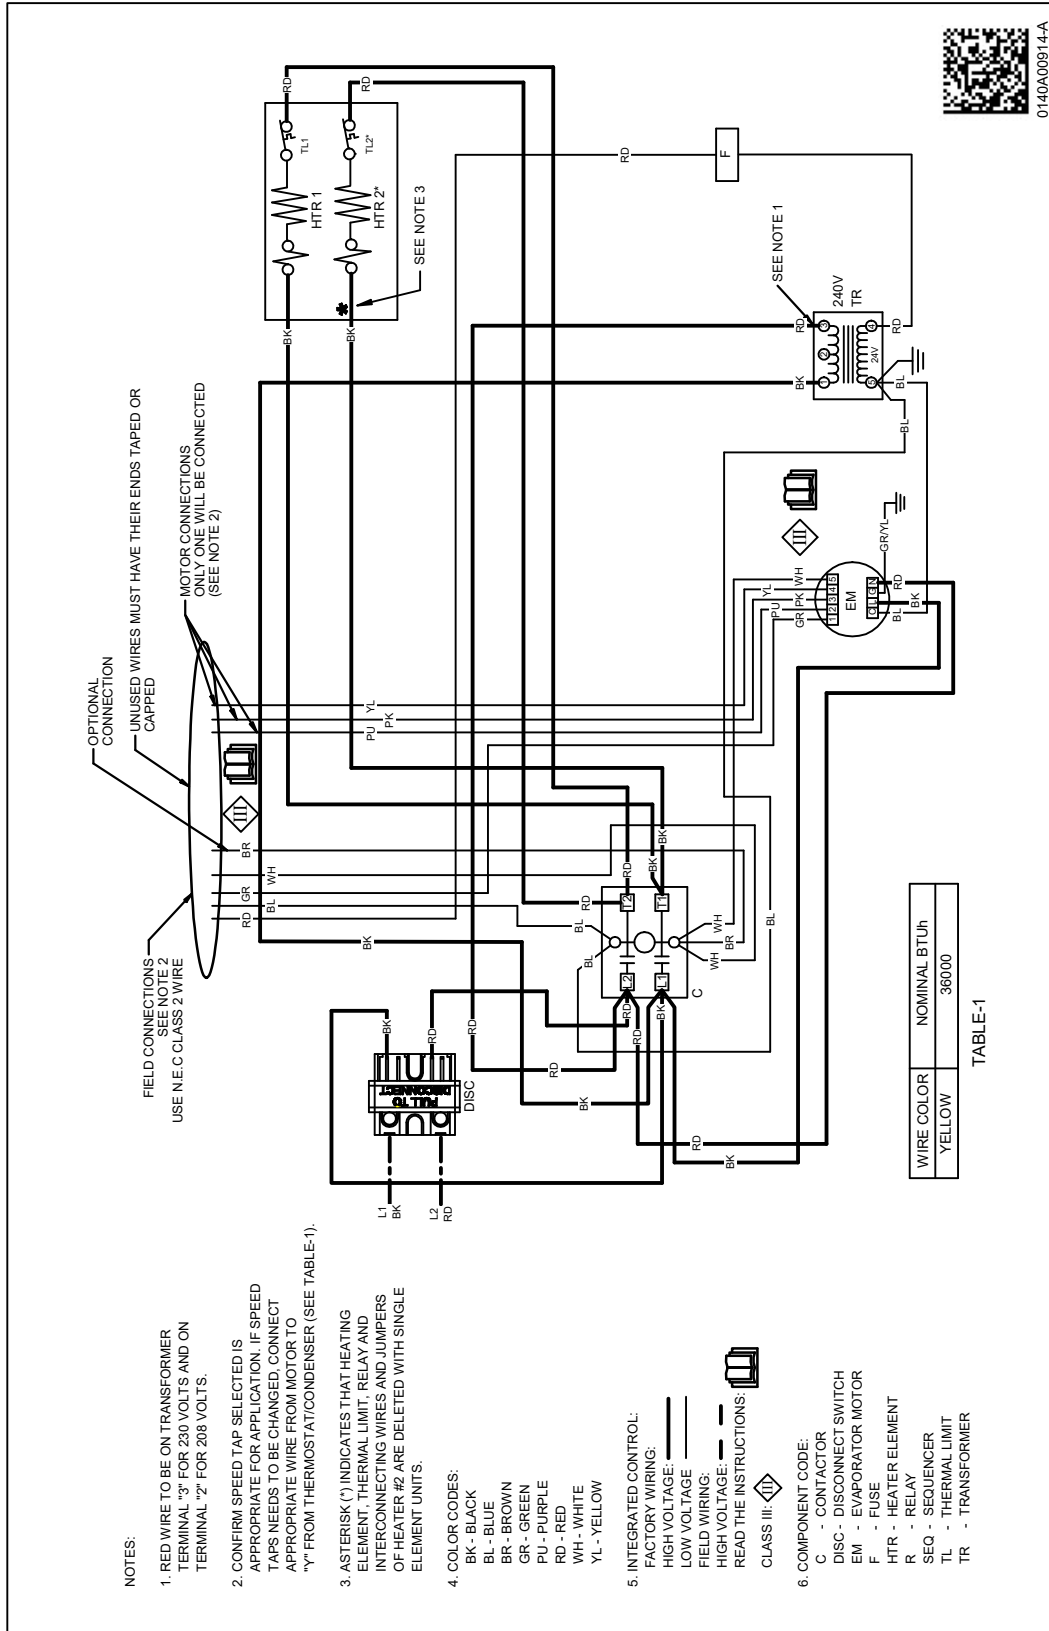 NOTES:
1. RED WIRE TO BE ON TRANSFORMER
TERMINAL "3" FOR 230 VOLTS AND ON
TERMINAL "2" FOR 208 VOLTS.
2. CONFIRM SPEED TAP SELECTED IS
APPROPRIATE FOR APPLICATION. IF SPEED
TAPS NEEDS TO BE CHANGED, CONNECT
APPROPRIATE WIRE FROM MOTOR TO
"Y" FROM THERMOSTAT/CONDENSER (SEE TABLE-1).
3. ASTERISK (*) INDICATES THAT HEATING
ELEMENT, THERMAL LIMIT, RELAY AND
INTERCONNECTING WIRES AND JUMPERS
OF HEATER #2 ARE DELETED WITH SINGLE
ELEMENT UNITS.
4. COLOR CODES:
BK - BLACK
BL - BLUE
BR - BROWN
GR - GREEN
PU - PURPLE
RD - RED
WH - WHITE
YL - YELLOW
5. INTEGRATED CONTROL:
FACTORY WIRING:
HIGH VOLTAGE:
LOW VOLTAGE
FIELD WIRING:
HIGH VOLTAGE:
READ THE INSTRUCTIONS:
CLASS III: III
6. COMPONENT CODE:
C - CONTACTOR
DISC - DISCONNECT SWITCH
EM - EVAPORATOR MOTOR
F - FUSE
HTR - HEATER ELEMENT
R - RELAY
SEQ - SEQUENCER
TL - THERMAL LIMIT
TR - TRANSFORMER
FIELD CONNECTIONS
SEE NOTE 2
USE N.E.C CLASS 2 WIRE
OPTIONAL
CONNECTION
UNUSED WIRES MUST HAVE THEIR ENDS TAPED OR
CAPPED
MOTOR CONNECTIONS
ONLY ONE WILL BE CONNECTED
(SEE NOTE 2)
RD
BL
GR
WH
BR
III
PU
PK
YL
BK
BK
BK
RD
RD
TL1
TL2*
HTR 1
HTR 2*
*
SEE NOTE 3
L1
BK
L2
RD
PULL TO
DISCONNECT
DISC
BK
RD
RD
RD
BK
BL
BL
RD
RD
BK
BK
T2
T1
L2
L1
C
RD
RD
BK
WH
BR
WH
BL
RD
BK
GR
PU
PK
YL
WH
1 2 3 4 5
EM
C L G N
BL
BK
RD
GR/YL
III
BL
BL
BK
RD
SEE NOTE 1
1 2 3
240V
TR
24V
5 4
RD
RD
F
WIRE COLOR NOMINAL BTUh
YELLOW 36000
TABLE-1
0140A00914-A